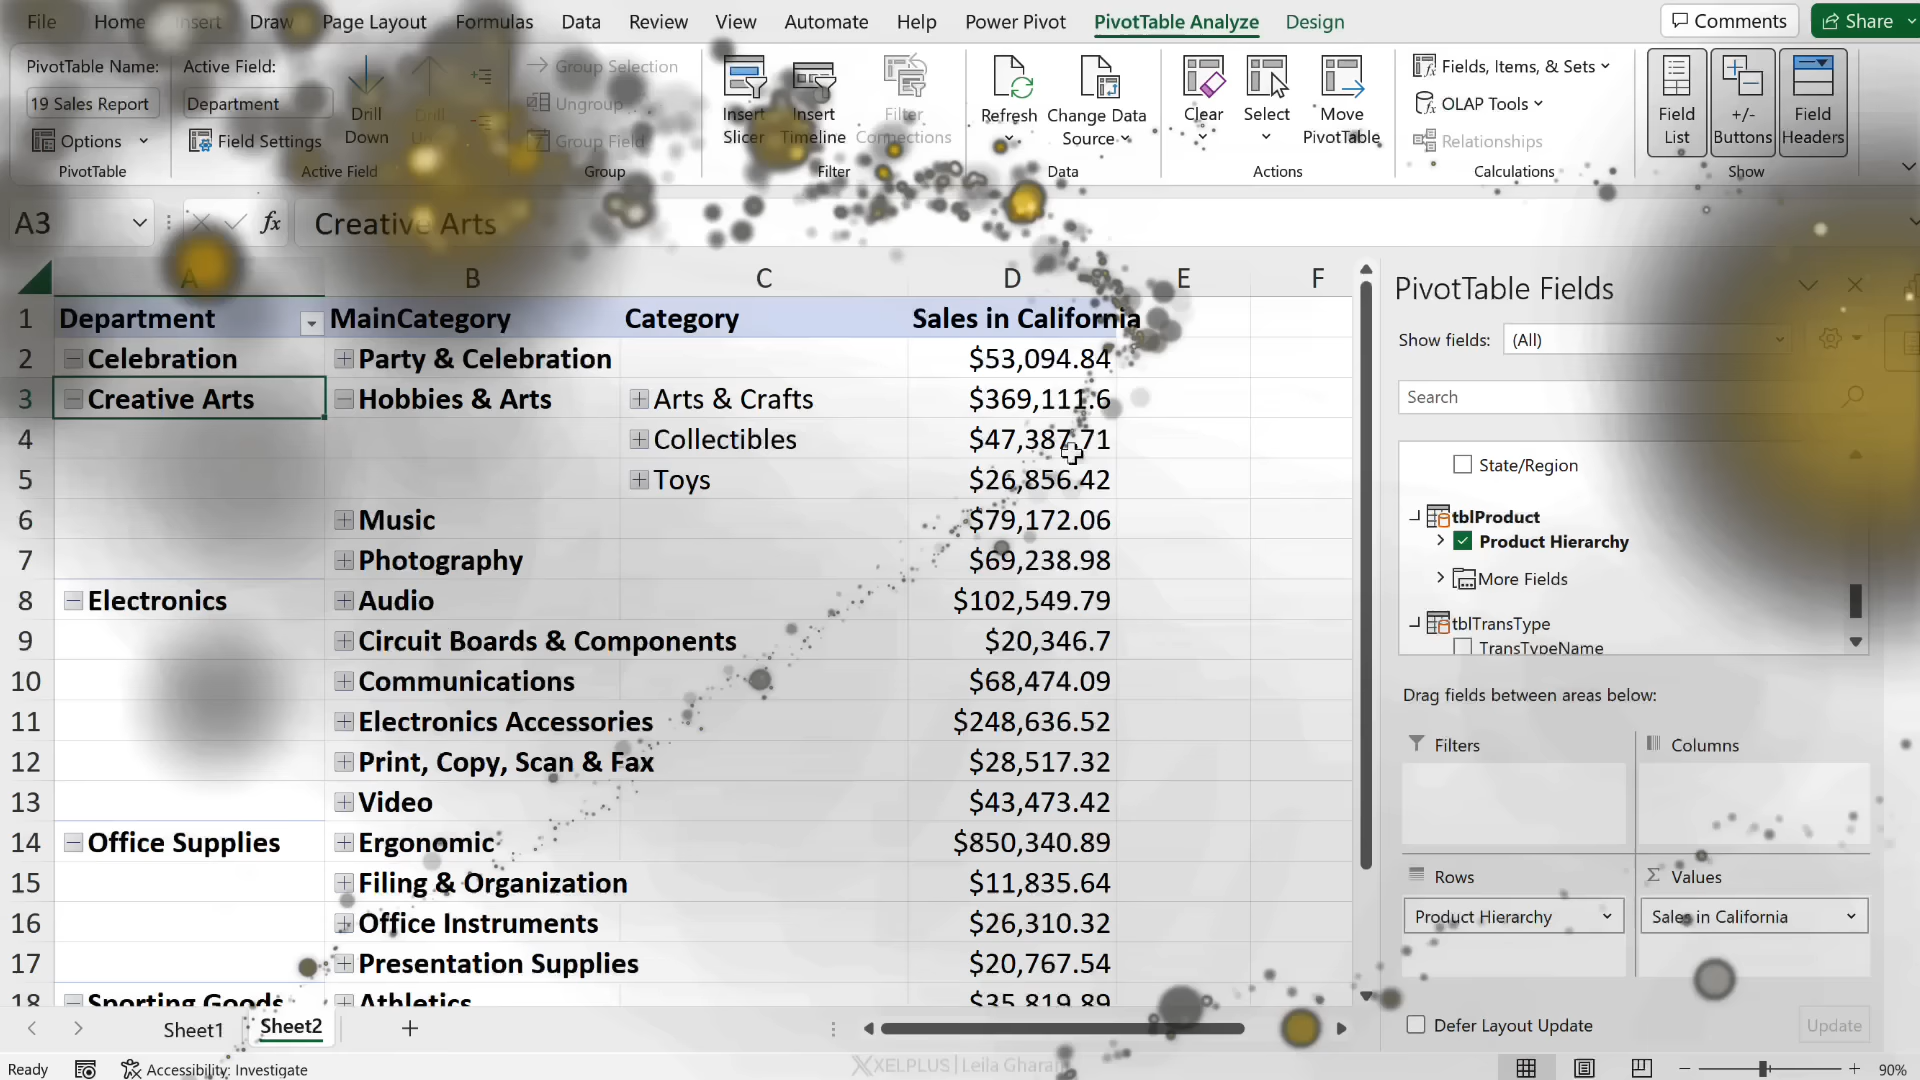 File Home Insert Draw Page Layout Formulas Data Review View Automate Help Power Pivot PivotTable Analyze Design Comments Share
PivotTable Name: Active Field:
19 Sales Report Department
Options Field Settings
Drill Down
Drill
Group Selection
Ungroup
Group Field
Insert Slicer
Insert Timeline
Filter Connections
Refresh
Change Data Source
Clear
Select
Move PivotTable
Fields, Items, & Sets
OLAP Tools
Relationships
Field List
+/- Buttons
Field Headers
PivotTable Active Field Group Filter Data Actions Calculations Show
A3 fx Creative Arts
A B C D E F
1 Department MainCategory Category Sales in California
2 Celebration Party & Celebration $53,094.84
3 Creative Arts Hobbies & Arts Arts & Crafts $369,111.6
4 Collectibles $47,387.71
5 Toys $26,856.42
6 Music $79,172.06
7 Photography $69,238.98
8 Electronics Audio $102,549.79
9 Circuit Boards & Components $20,346.7
10 Communications $68,474.09
11 Electronics Accessories $248,636.52
12 Print, Copy, Scan & Fax $28,517.32
13 Video $43,473.42
14 Office Supplies Ergonomic $850,340.89
15 Filing & Organization $11,835.64
16 Office Instruments $26,310.32
17 Presentation Supplies $20,767.54
18 Sporting Goods Athletics $35,819.89
Sheet1 Sheet2
Ready Accessibility: Investigate
XELPLUS | Leila Gharani
90%
PivotTable Fields
Show fields: (All)
Search
State/Region
tblProduct
Product Hierarchy
More Fields
tblTransType
TransTypeName
Drag fields between areas below:
Filters Columns
Rows Values
Product Hierarchy Sales in California
Defer Layout Update Update